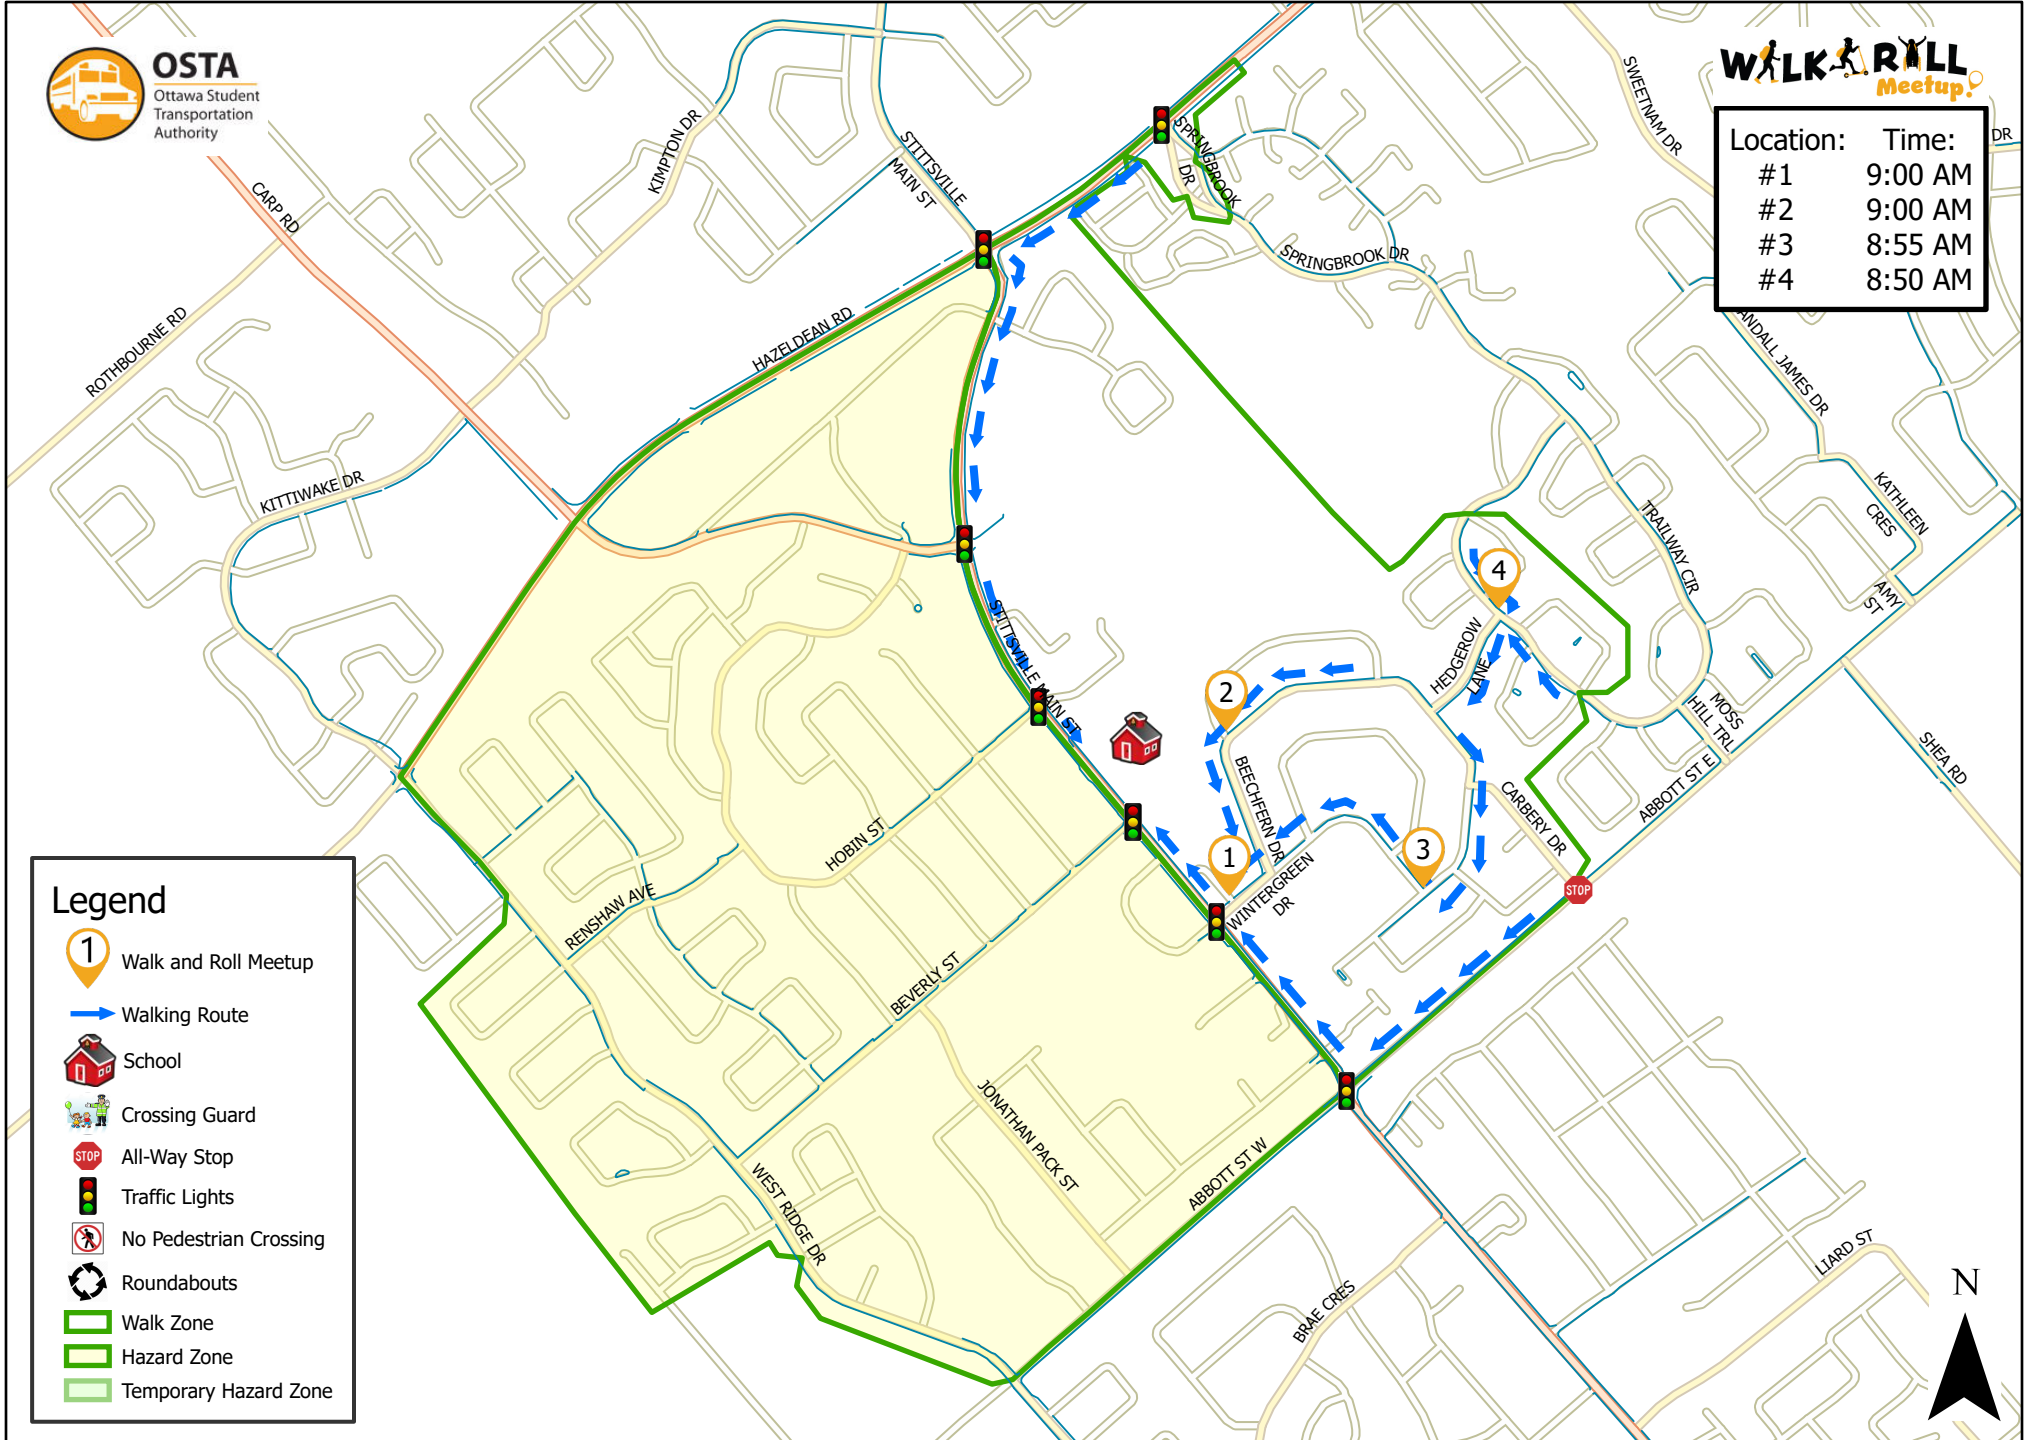 OSTA
Ottawa Student
Transportation
Authority
WALK & ROLL
Meetup!
Location: Time:
#1 9:00 AM
#2 9:00 AM
#3 8:55 AM
#4 8:50 AM
DR
SWEETNAM DR
KIMPTON DR
STITTSVILLE
MAIN ST
SPRINGBROOK
DR
CARP RD
SPRINGBROOK DR
ROTHBOURNE RD
HAZELDEAN RD
ANDALL JAMES DR
KITTIWAKE DR
KATHLEEN
CRES
TRAILWAY CIR
AMY
ST
4
STITTSVILLE MAIN ST
HEDGEROW
LANE
2
MOSS
HILL TRL
SHEA RD
BEECHFERN DR
CARBERY DR
ABBOTT ST E
HOBIN ST
1
3
WINTERGREEN
DR
STOP
RENSHAW AVE
BEVERLY ST
JONATHAN PACK ST
ABBOTT ST W
WEST RIDGE DR
BRAE CRES
LIARD ST
N
Legend
1 Walk and Roll Meetup
Walking Route
School
Crossing Guard
STOP All-Way Stop
Traffic Lights
No Pedestrian Crossing
Roundabouts
Walk Zone
Hazard Zone
Temporary Hazard Zone